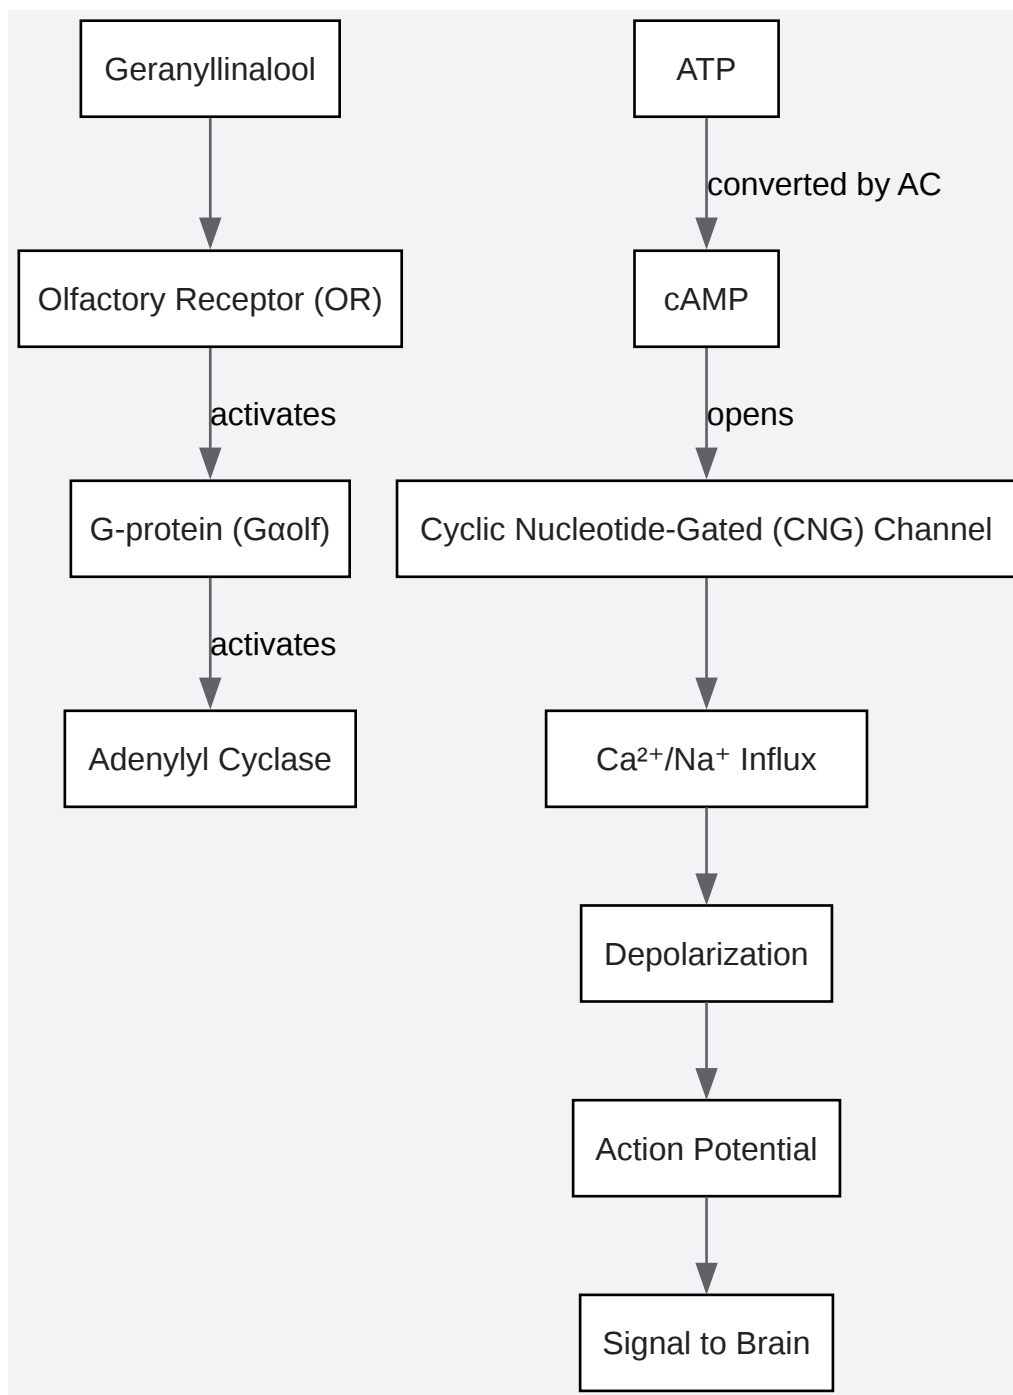 Geranyllinalool
Olfactory Receptor (OR)
activates
G-protein (Gαolf)
activates
Adenylyl Cyclase
ATP
converted by AC
cAMP
opens
Cyclic Nucleotide-Gated (CNG) Channel
Ca²⁺/Na⁺ Influx
Depolarization
Action Potential
Signal to Brain